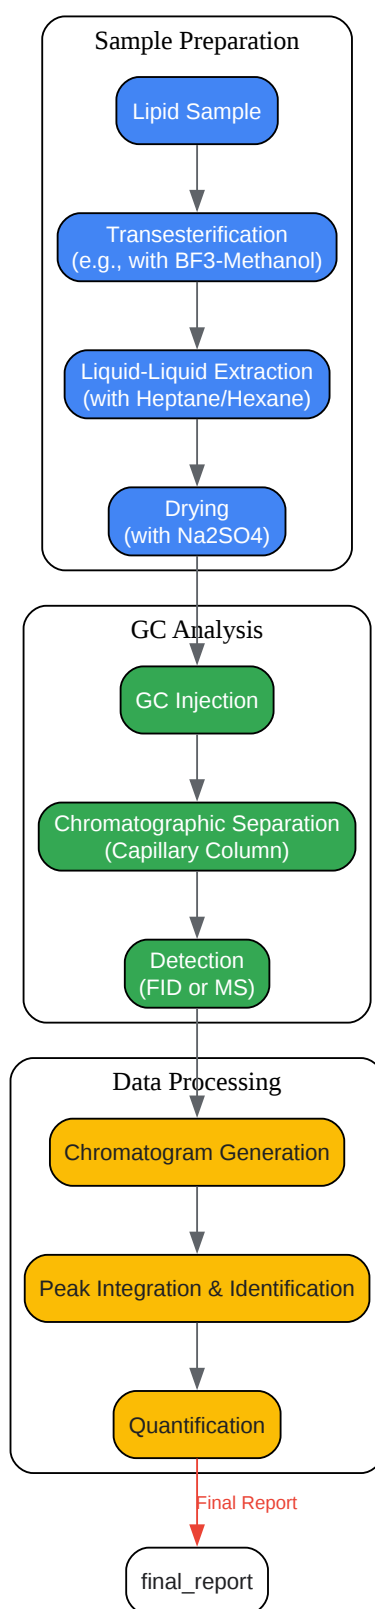 Sample Preparation
Lipid Sample
Transesterification
(e.g., with BF3-Methanol)
Liquid-Liquid Extraction
(with Heptane/Hexane)
Drying
(with Na2SO4)
GC Analysis
GC Injection
Chromatographic Separation
(Capillary Column)
Detection
(FID or MS)
Data Processing
Chromatogram Generation
Peak Integration & Identification
Quantification
Final Report
final_report